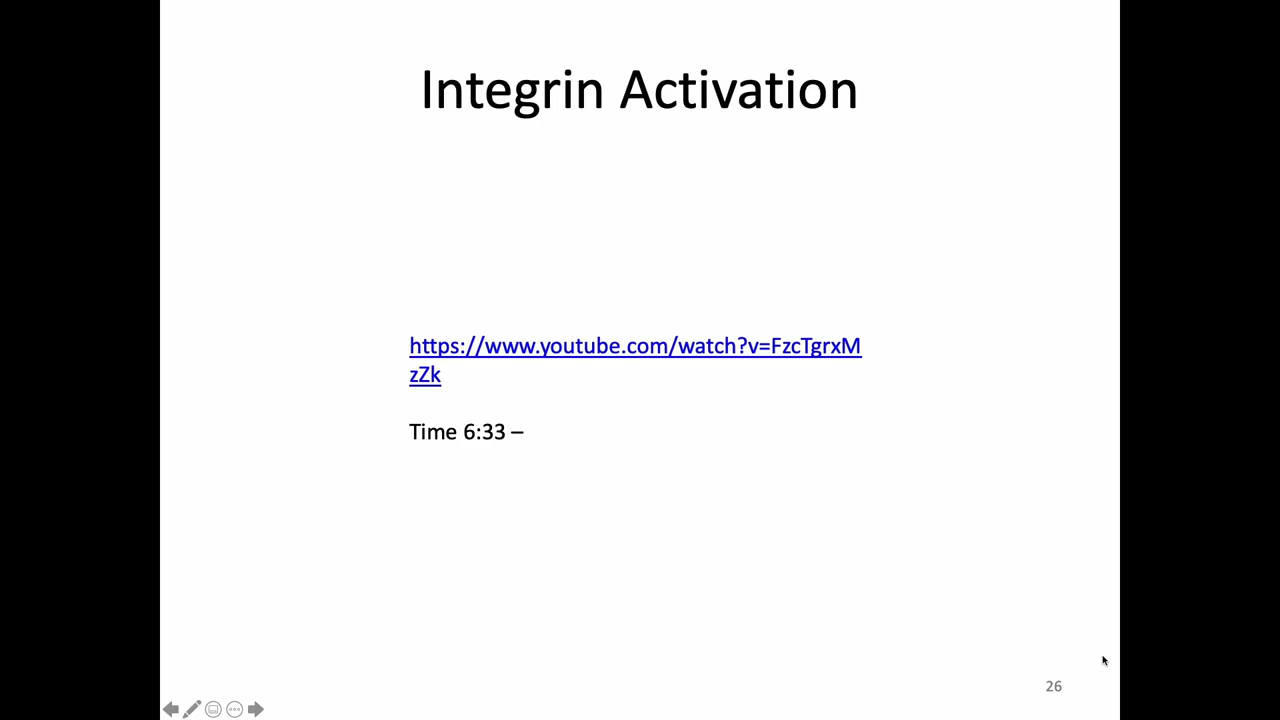 Integrin Activation
https://www.youtube.com/watch?v=FzcTgrxM
zZk
Time 6:33 –
26